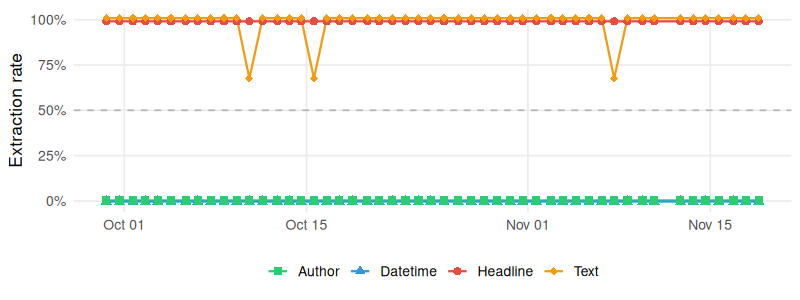 Extraction rate
100%
75%
50%
25%
0%
Oct 01 Oct 15 Nov 01 Nov 15
Author Datetime Headline Text